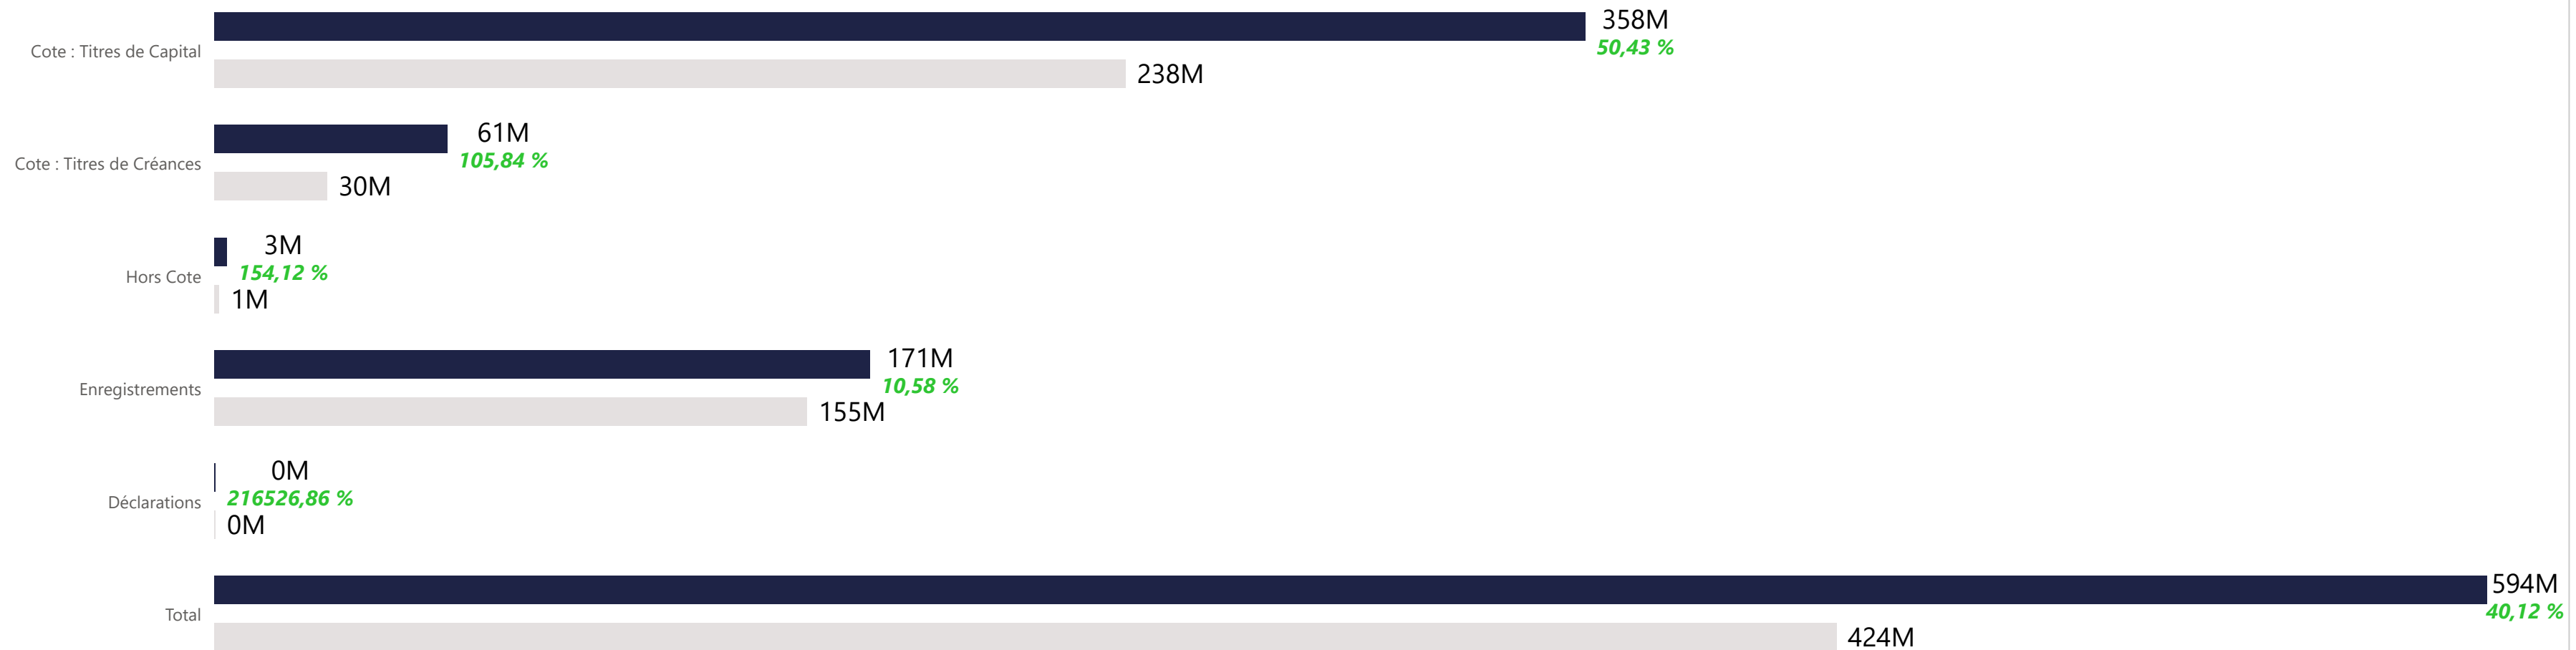 358M
50,43 %
Cote : Titres de Capital
238M
61M
105,84 %
Cote : Titres de Créances
30M
3M
154,12 %
Hors Cote
1M
171M
10,58 %
Enregistrements
155M
0M
216526,86 %
Déclarations
0M
594M
40,12 %
Total
424M